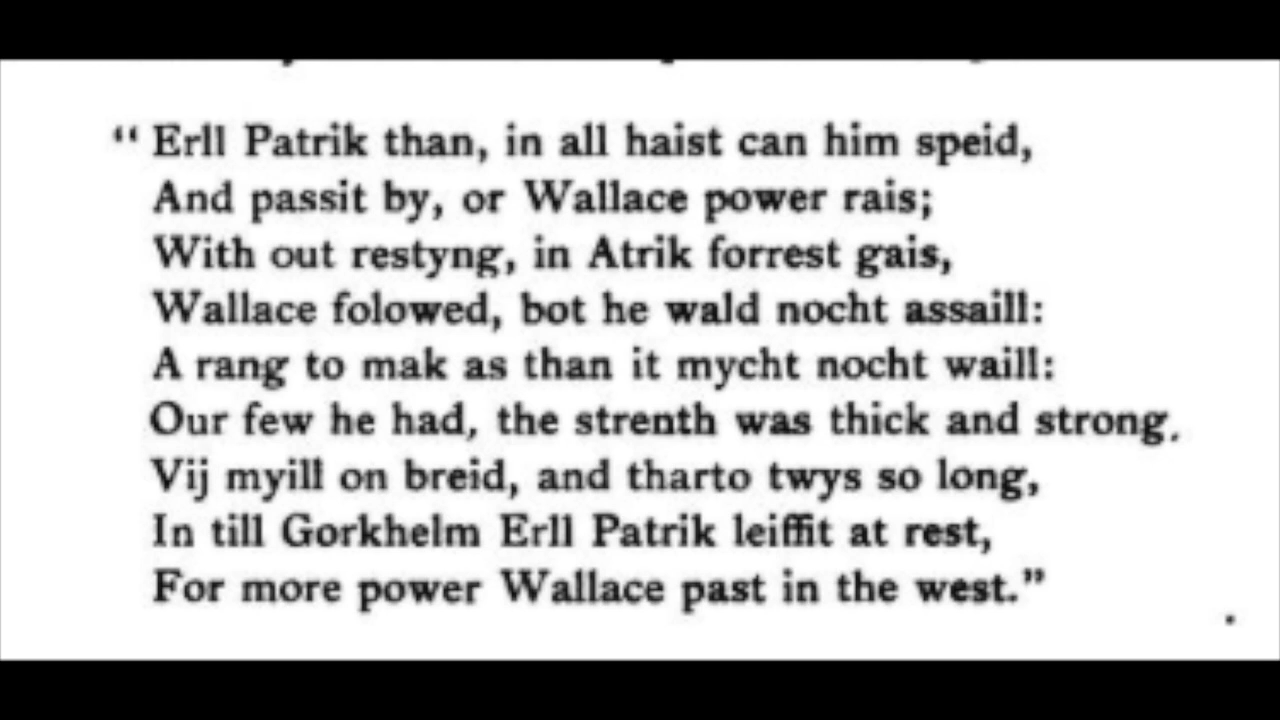 “ Erll Patrik than, in all haist can him speid,
And passit by, or Wallace power rais;
With out restyng, in Atrik forrest gais,
Wallace folowed, bot he wald nocht assaill:
A rang to mak as than it mycht nocht waill:
Our few he had, the strenth was thick and strong.
Vij myill on breid, and tharto twys so long,
In till Gorkhelm Erll Patrik leiffit at rest,
For more power Wallace past in the west.”